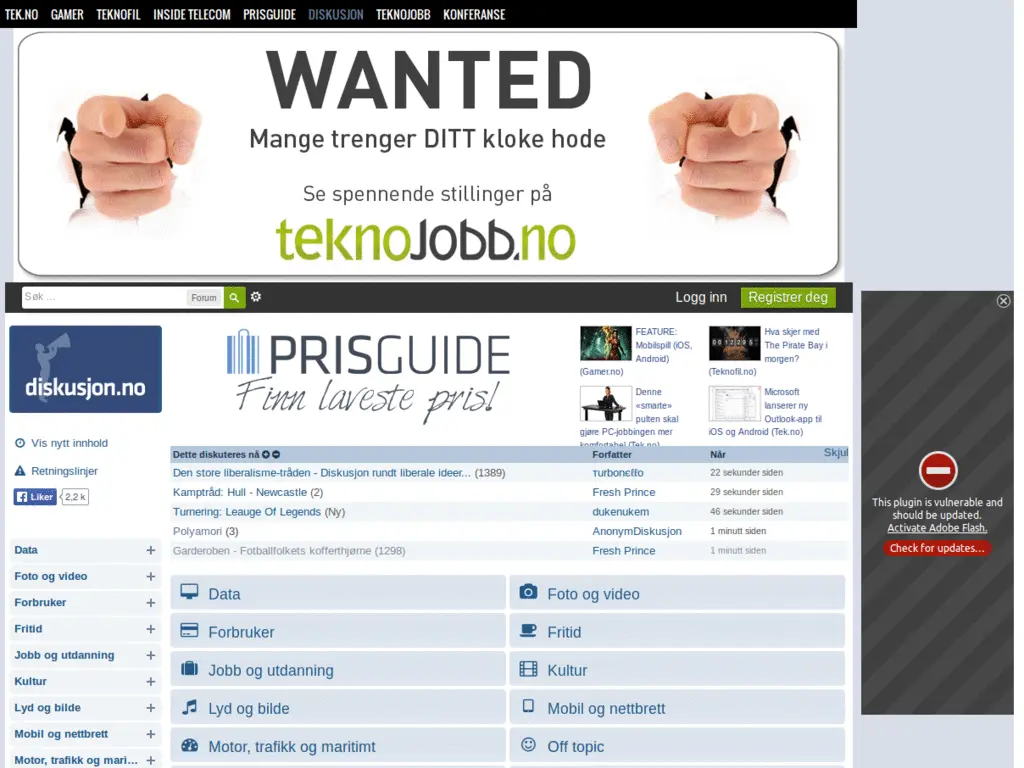 TEK.NO GAMER TEKNOFIL INSIDE TELECOM PRISGUIDE DISKUSJON TEKNOJOBB KONFERANSE
WANTED
Mange trenger DITT kloke hode
Se spennende stillinger på
teknoJobb.no
Søk ... Forum Logg inn Registrer deg
diskusjon.no
PRISGUIDE
Finn laveste pris!
FEATURE:
Mobilspill (iOS,
Android)
(Gamer.no)
Hva skjer med
The Pirate Bay i
morgen?
(Teknofil.no)
Denne
«smarte»
pulten skal
gjøre PC-jobbingen mer
komfortabel (Tek.no)
Microsoft
lanserer ny
Outlook-app til
iOS og Android (Tek.no)
Vis nytt innhold
Retningslinjer
Liker 2,2 k
Dette diskuteres nå Forfatter Når Skjul
Den store liberalisme-tråden - Diskusjon rundt liberale ideer... (1389) τurbonєℓℓo 22 sekunder siden
Kamptråd: Hull - Newcastle (2) Fresh Prince 29 sekunder siden
Turnering: Leauge Of Legends (Ny) dukenukem 46 sekunder siden
Polyamori (3) AnonymDiskusjon 1 minutt siden
Garderoben - Fotballfolkets kofferthjørne (1298) Fresh Prince 1 minutt siden
Data +
Foto og video +
Forbruker +
Fritid +
Jobb og utdanning +
Kultur +
Lyd og bilde +
Mobil og nettbrett +
Motor, trafikk og mari... +
Data
Foto og video
Forbruker
Fritid
Jobb og utdanning
Kultur
Lyd og bilde
Mobil og nettbrett
Motor, trafikk og maritimt
Off topic
This plugin is vulnerable and
should be updated.
Activate Adobe Flash.
Check for updates...